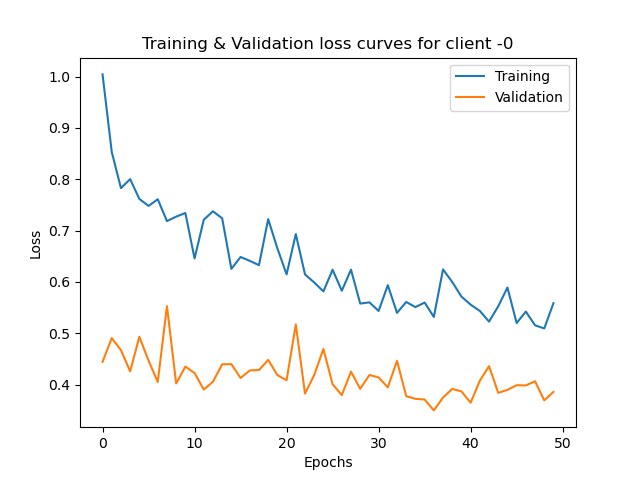 Training & Validation loss curves for client -0
Training
Validation
Loss
1.0
0.9
0.8
0.7
0.6
0.5
0.4
0
10
20
30
40
50
Epochs